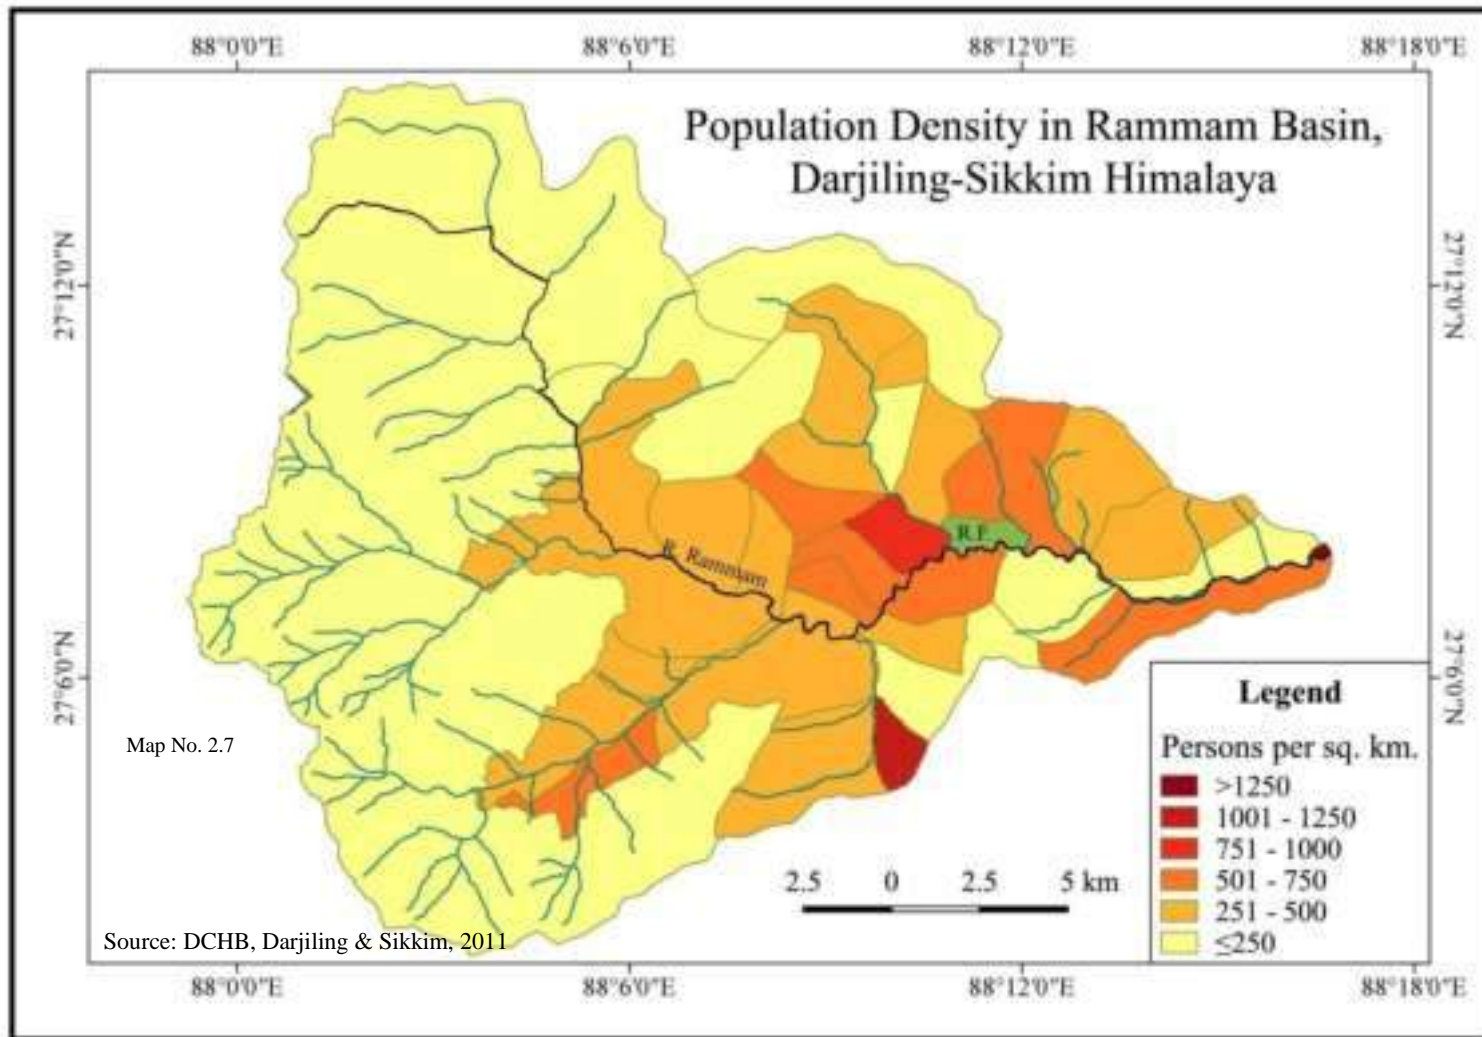 88°0'0"E 88°6'0"E 88°12'0"E 88°18'0"E
Population Density in Rammam Basin,
Darjiling-Sikkim Himalaya
27°12'0"N 27°12'0"N
R.F.
R. Rammam
27°6'0"N 27°6'0"N
Map No. 2.7
Legend
Persons per sq. km.
>1250
1001 - 1250
751 - 1000
501 - 750
251 - 500
≤250
2.5 0 2.5 5 km
Source: DCHB, Darjiling & Sikkim, 2011
88°0'0"E 88°6'0"E 88°12'0"E 88°18'0"E